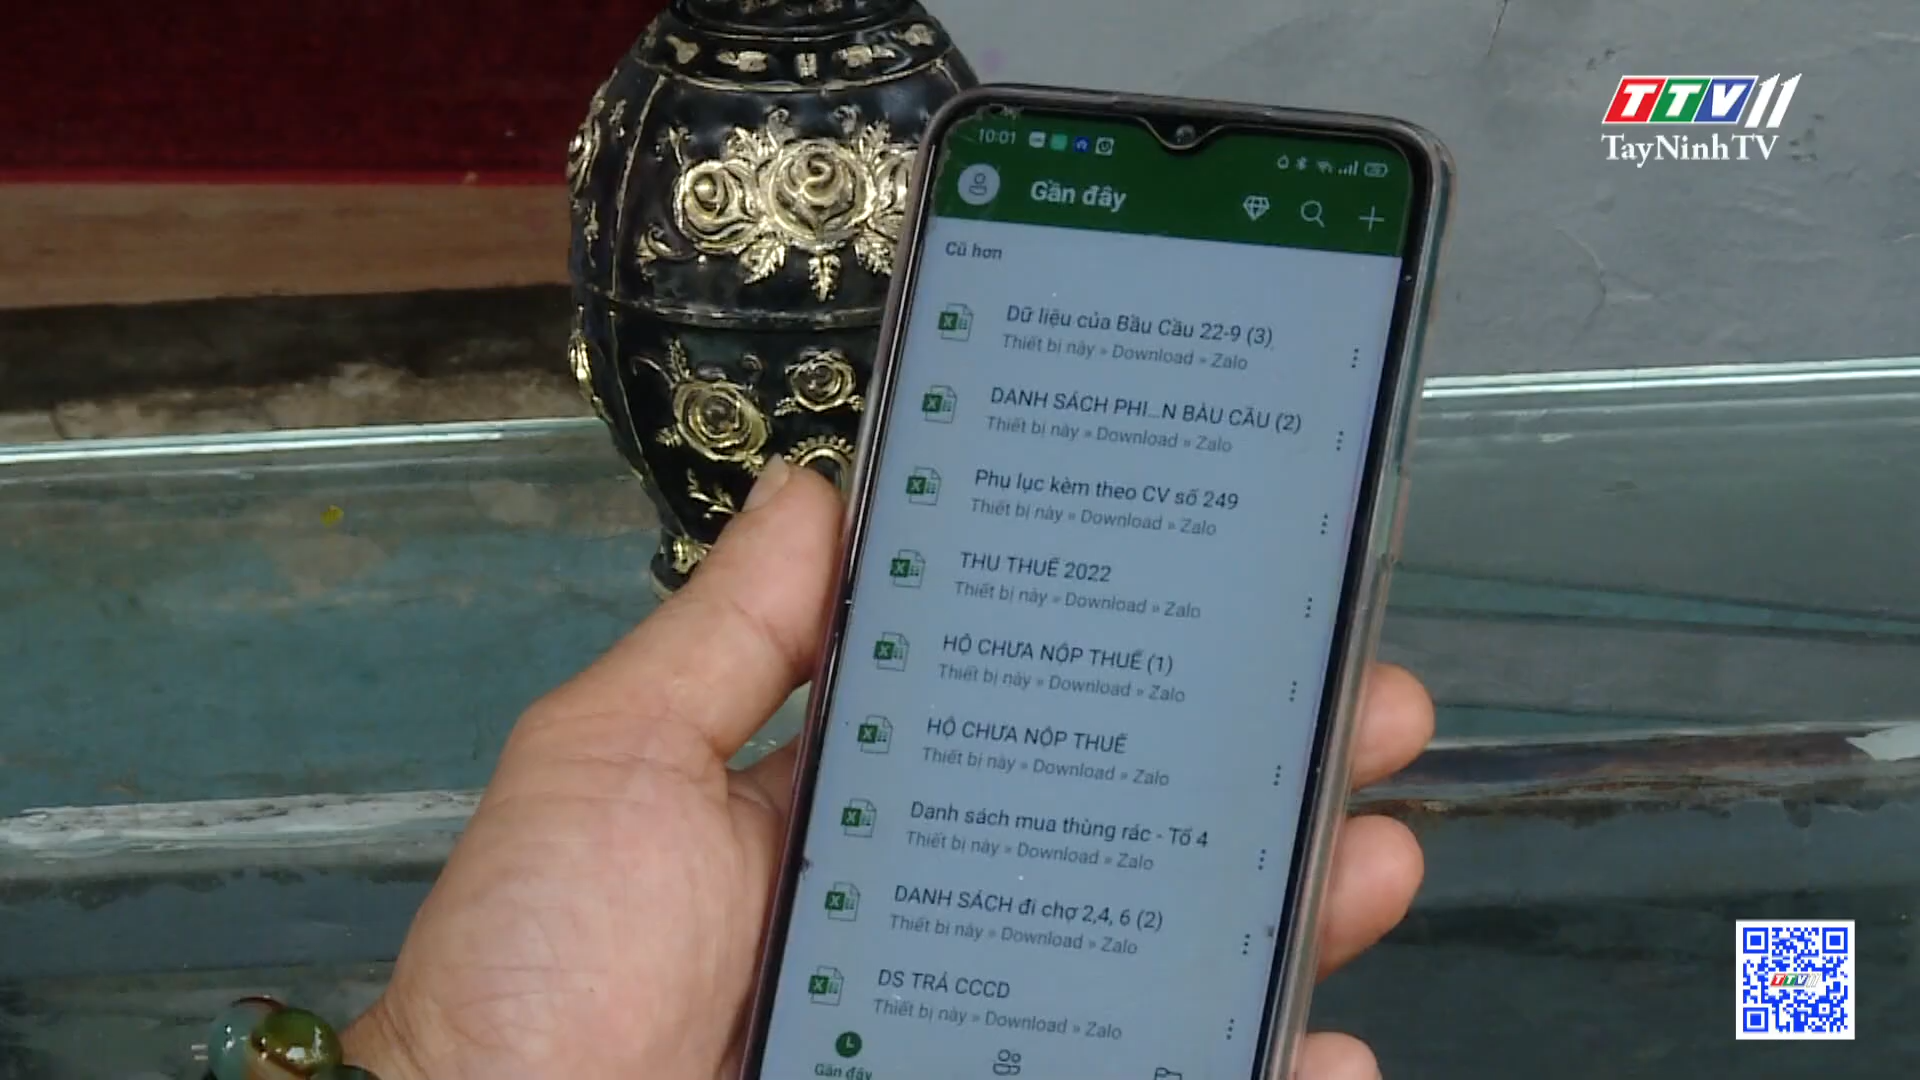 TTV11
TayNinhTV
10:01
Gần đây
Cũ hơn
Dữ liệu của Bầu Cầu 22-9 (3)
Thiết bị này » Download » Zalo
DANH SÁCH PHI...N BÀU CẦU (2)
Thiết bị này » Download » Zalo
Phụ lục kèm theo CV số 249
Thiết bị này » Download » Zalo
THU THUẾ 2022
Thiết bị này » Download » Zalo
HỘ CHƯA NỘP THUẾ (1)
Thiết bị này » Download » Zalo
HỘ CHƯA NỘP THUẾ
Thiết bị này » Download » Zalo
Danh sách mua thùng rác - Tổ 4
Thiết bị này » Download » Zalo
DANH SÁCH đi chợ 2,4, 6 (2)
Thiết bị này » Download » Zalo
DS TRẢ CCCD
Thiết bị này » Download » Zalo
Gần đây
TTV11